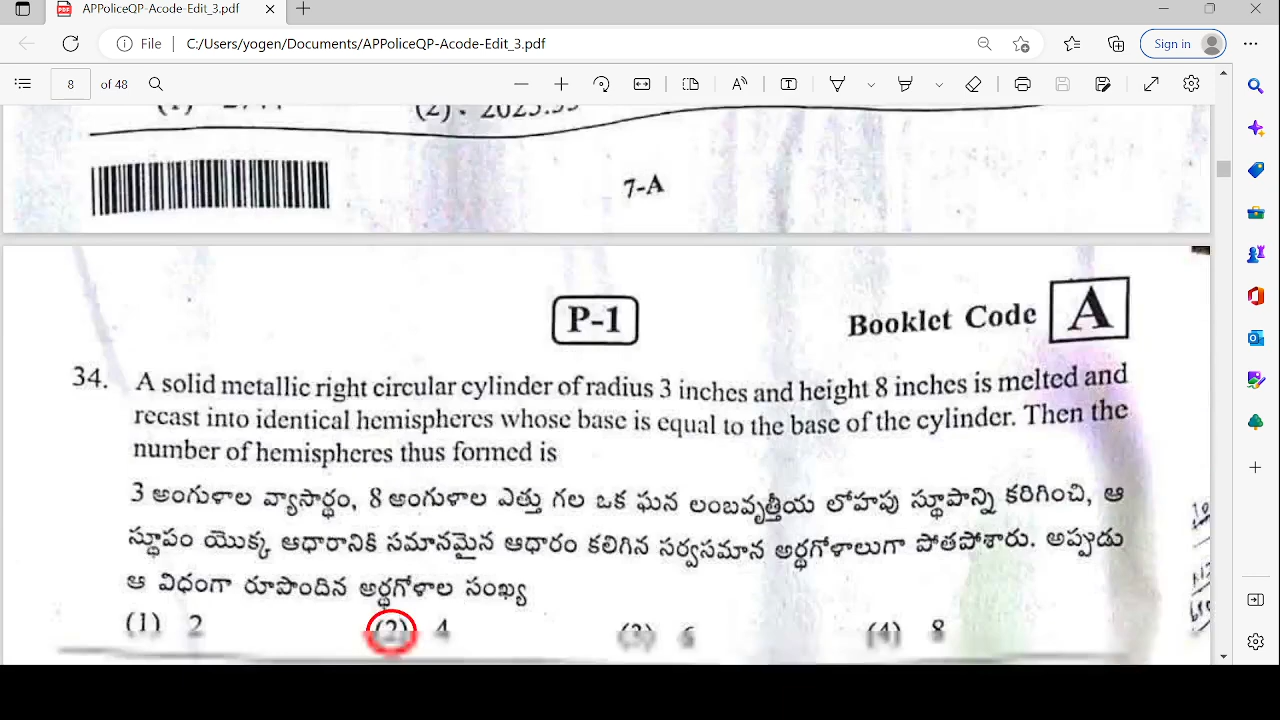 APPoliceQP-Acode-Edit_3.pdf
File
C:/Users/yogen/Documents/APPoliceQP-Acode-Edit_3.pdf
Sign in
8 of 48
7-A
P-1
Booklet Code A
34. A solid metallic right circular cylinder of radius 3 inches and height 8 inches is melted and
recast into identical hemispheres whose base is equal to the base of the cylinder. Then the
number of hemispheres thus formed is
3 అంగుళాల వ్యాసార్థం, 8 అంగుళాల ఎత్తు గల ఒక ఘన లంబవృత్తీయ లోహపు స్థూపాన్ని కరిగించి, ఆ
స్థూపం యొక్క ఆధారానికి సమానమైన ఆధారం కలిగిన సర్వసమాన అర్ధగోళాలుగా పోతపోశారు. అప్పుడు
ఆ విధంగా రూపొందిన అర్ధగోళాల సంఖ్య
(1) 2 (2) 4 (3) 6 (4) 8